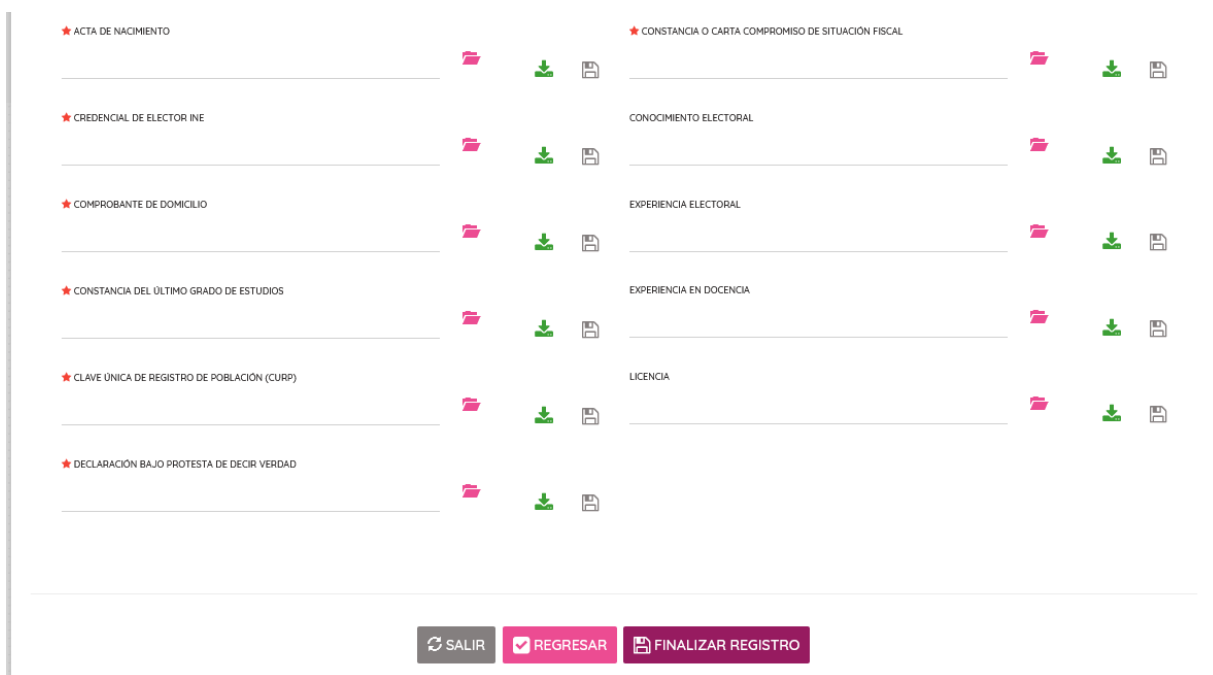 ★ ACTA DE NACIMIENTO
★ CONSTANCIA O CARTA COMPROMISO DE SITUACIÓN FISCAL
★ CREDENCIAL DE ELECTOR INE
CONOCIMIENTO ELECTORAL
★ COMPROBANTE DE DOMICILIO
EXPERIENCIA ELECTORAL
★ CONSTANCIA DEL ÚLTIMO GRADO DE ESTUDIOS
EXPERIENCIA EN DOCENCIA
★ CLAVE ÚNICA DE REGISTRO DE POBLACIÓN (CURP)
LICENCIA
★ DECLARACIÓN BAJO PROTESTA DE DECIR VERDAD
SALIR
REGRESAR
FINALIZAR REGISTRO